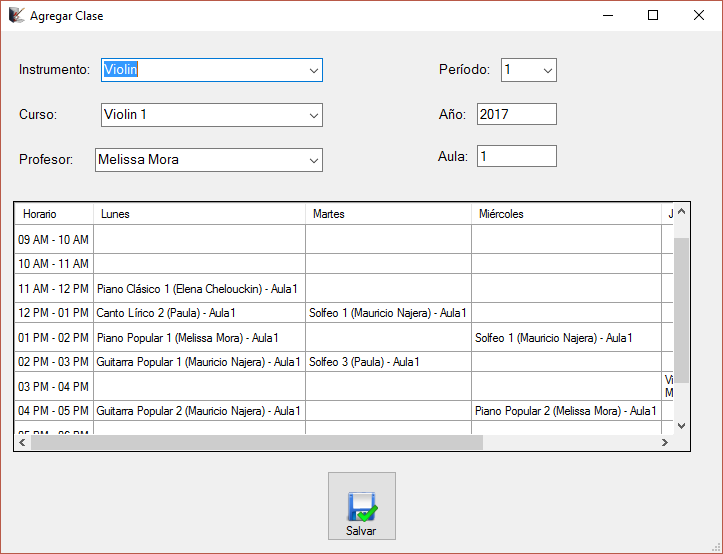 Agregar Clase
Instrumento: Violin Período: 1
Curso: Violin 1 Año: 2017
Profesor: Melissa Mora Aula: 1
Horario Lunes Martes Miércoles
09 AM - 10 AM
10 AM - 11 AM
11 AM - 12 PM Piano Clásico 1 (Elena Chelouckin) - Aula1
12 PM - 01 PM Canto Lírico 2 (Paula) - Aula1 Solfeo 1 (Mauricio Najera) - Aula1
01 PM - 02 PM Piano Popular 1 (Melissa Mora) - Aula1 Solfeo 1 (Mauricio Najera) - Aula1
02 PM - 03 PM Guitarra Popular 1 (Mauricio Najera) - Aula1 Solfeo 3 (Paula) - Aula1
03 PM - 04 PM
04 PM - 05 PM Guitarra Popular 2 (Mauricio Najera) - Aula1 Piano Popular 2 (Melissa Mora) - Aula1
Salvar